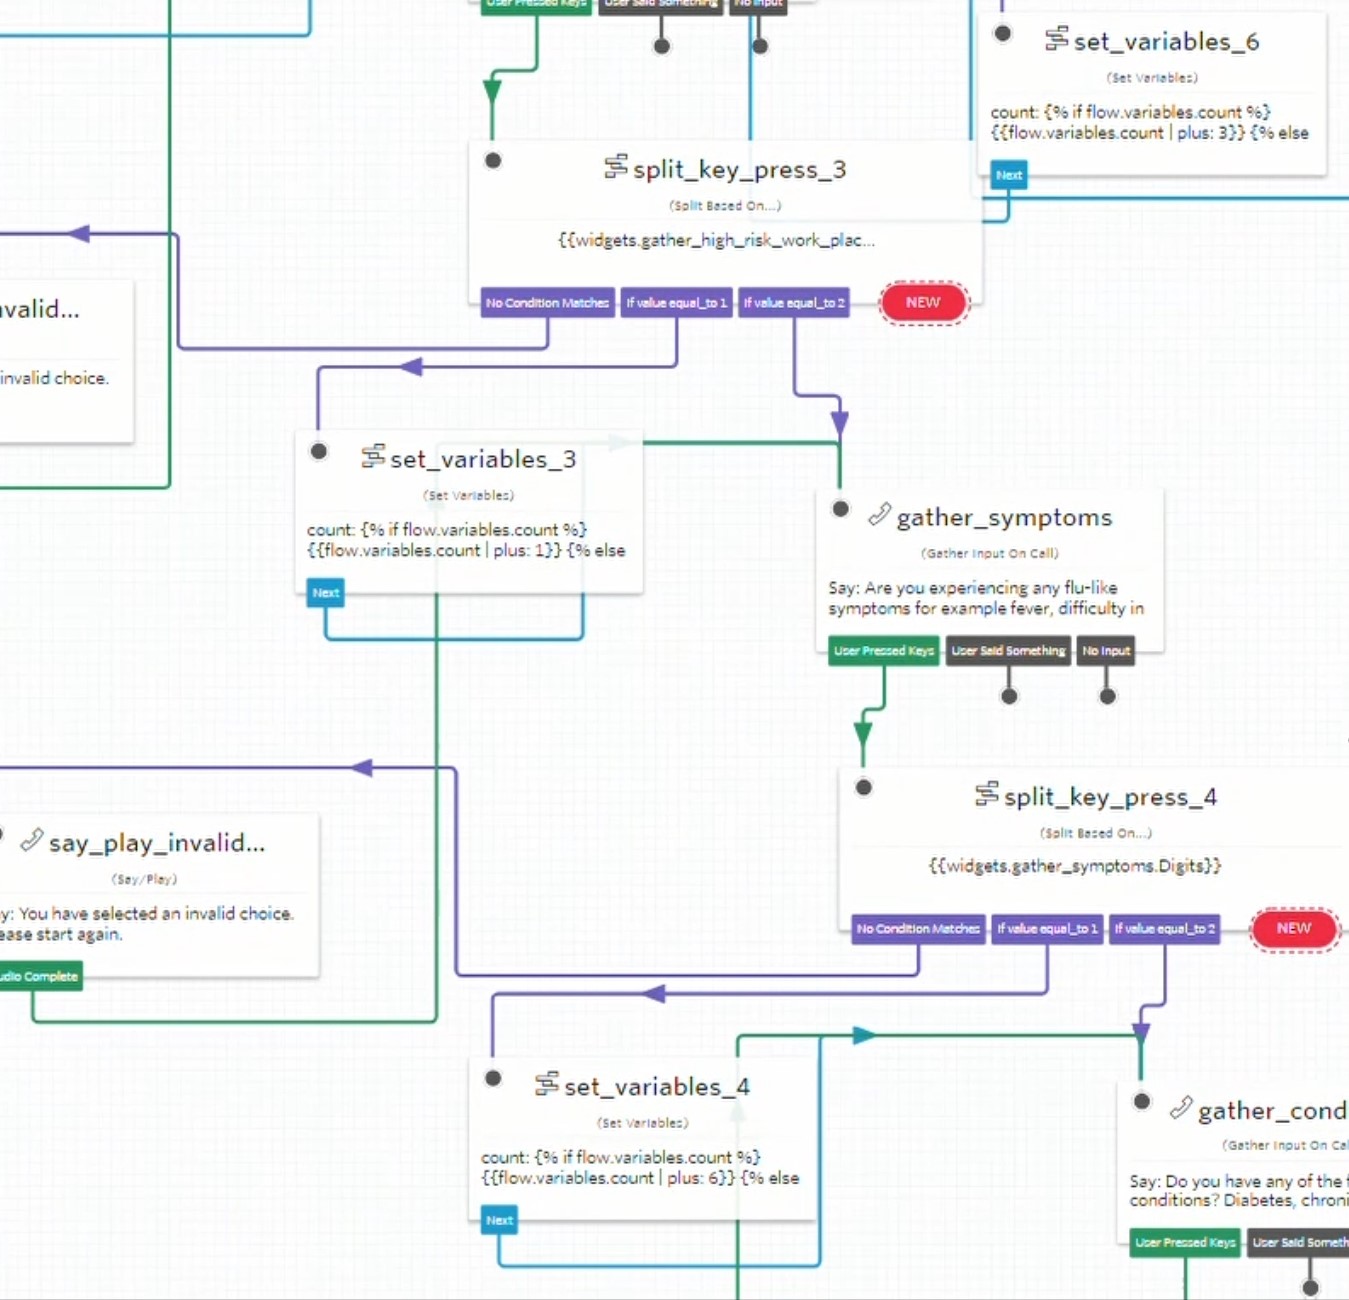 User Pressed Keys
User Said Something
No Input
set_variables_6
(Set Variables)
count: {% if flow.variables.count %}
{{flow.variables.count | plus: 3}} {% else
Next
split_key_press_3
(Split Based On...)
{{widgets.gather_high_risk_work_plac...
No Condition Matches
If value equal_to 1
If value equal_to 2
NEW
nvalid...
invalid choice.
set_variables_3
(Set Variables)
count: {% if flow.variables.count %}
{{flow.variables.count | plus: 1}} {% else
Next
gather_symptoms
(Gather Input On Call)
Say: Are you experiencing any flu-like
symptoms for example fever, difficulty in
User Pressed Keys
User Said Something
No Input
split_key_press_4
(Split Based On...)
{{widgets.gather_symptoms.Digits}}
No Condition Matches
If value equal_to 1
If value equal_to 2
NEW
say_play_invalid...
(Say/Play)
ay: You have selected an invalid choice.
ease start again.
udio Complete
set_variables_4
(Set Variables)
count: {% if flow.variables.count %}
{{flow.variables.count | plus: 6}} {% else
Next
gather_cond
(Gather Input On Cal
Say: Do you have any of the f
conditions? Diabetes, chroni
User Pressed Keys
User Said Someth